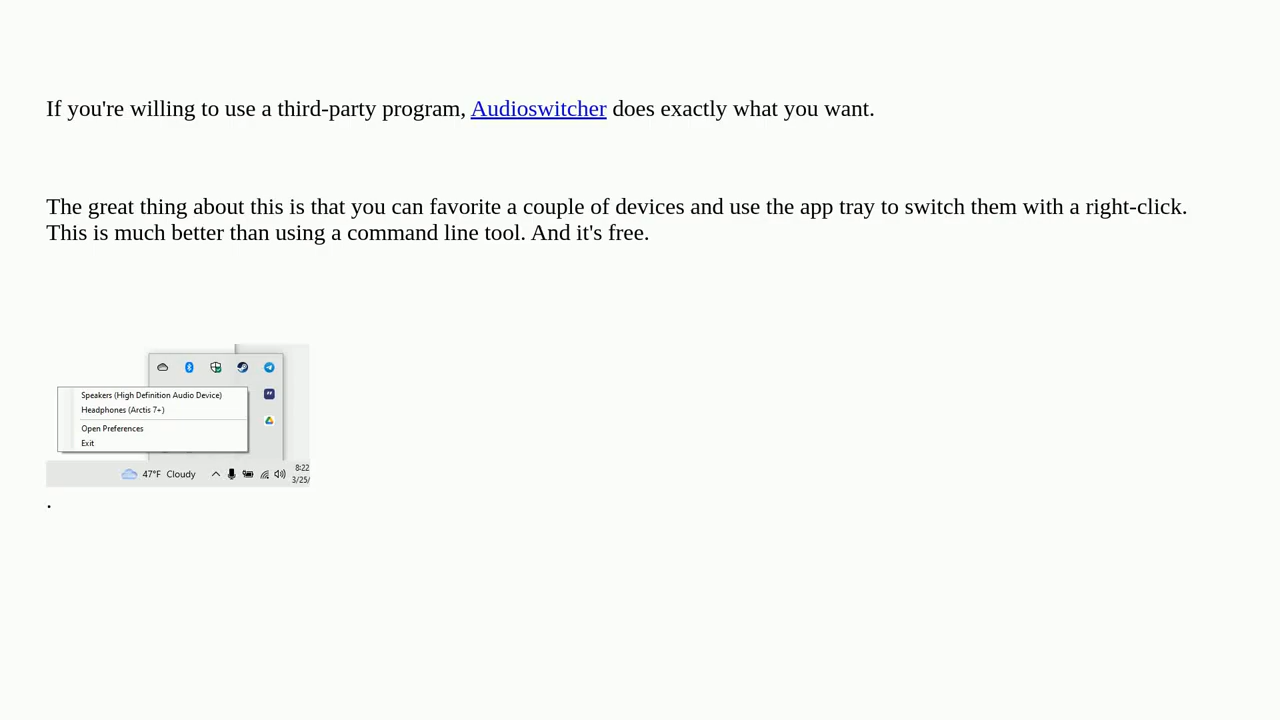 If you're willing to use a third-party program, Audioswitcher does exactly what you want.
The great thing about this is that you can favorite a couple of devices and use the app tray to switch them with a right-click.
This is much better than using a command line tool. And it's free.
Speakers (High Definition Audio Device)
Headphones (Arctis 7+)
Open Preferences
Exit
47°F Cloudy
8:22
3/25/
.